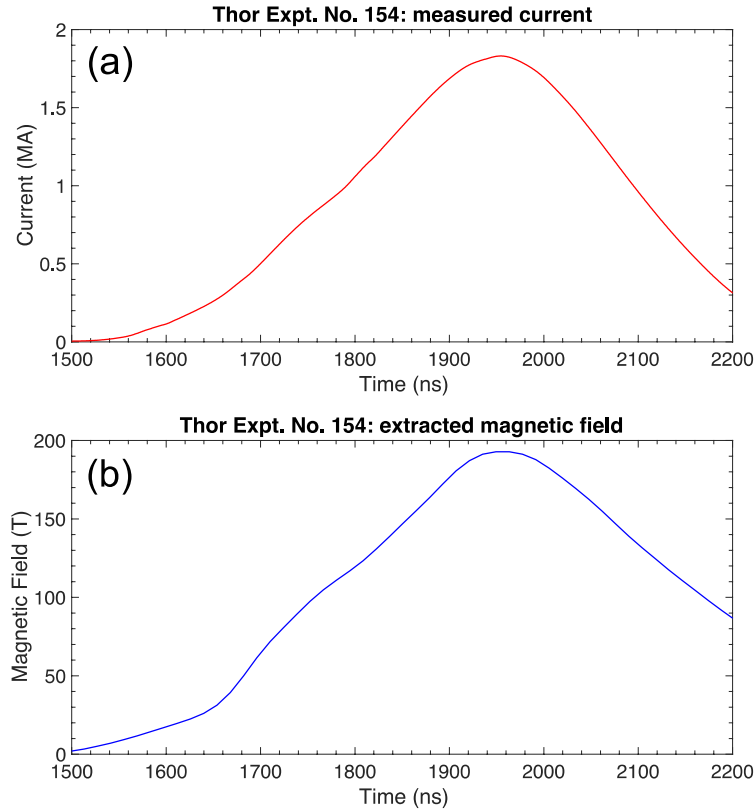 Thor Expt. No. 154: measured current
(a)
2
1.5
1
0.5
0
Current (MA)
1500 1600 1700 1800 1900 2000 2100 2200
Time (ns)
Thor Expt. No. 154: extracted magnetic field
(b)
200
150
100
50
0
Magnetic Field (T)
1500 1600 1700 1800 1900 2000 2100 2200
Time (ns)